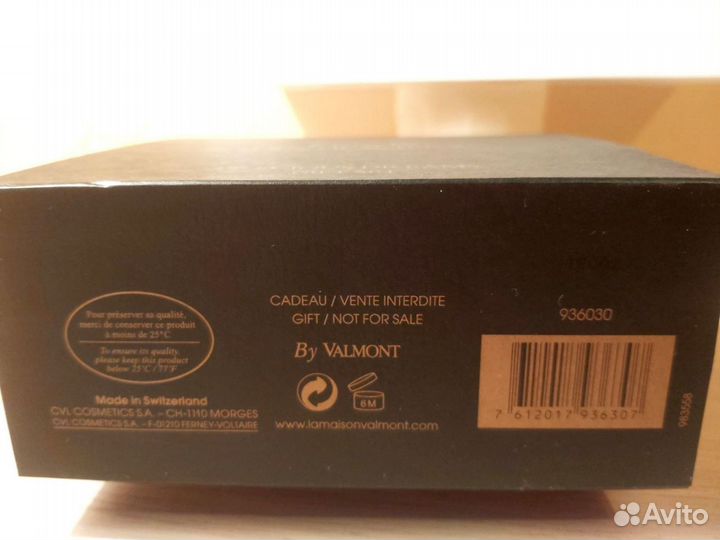 CADEAU / VENTE INTERDITE
GIFT / NOT FOR SALE
By VALMONT
6M
www.lamaisonvalmont.com
Pour préserver sa qualité,
merci de conserver ce produit
à moins de 25°C
To ensure its quality,
please keep this product
below 25°C / 77°F
Made in Switzerland
CVL COSMETICS S.A. - CH-1110 MORGES
CVL COSMETICS S.A. - F-01210 FERNEY-VOLTAIRE
936030
7 612017 936307
983558
Avito